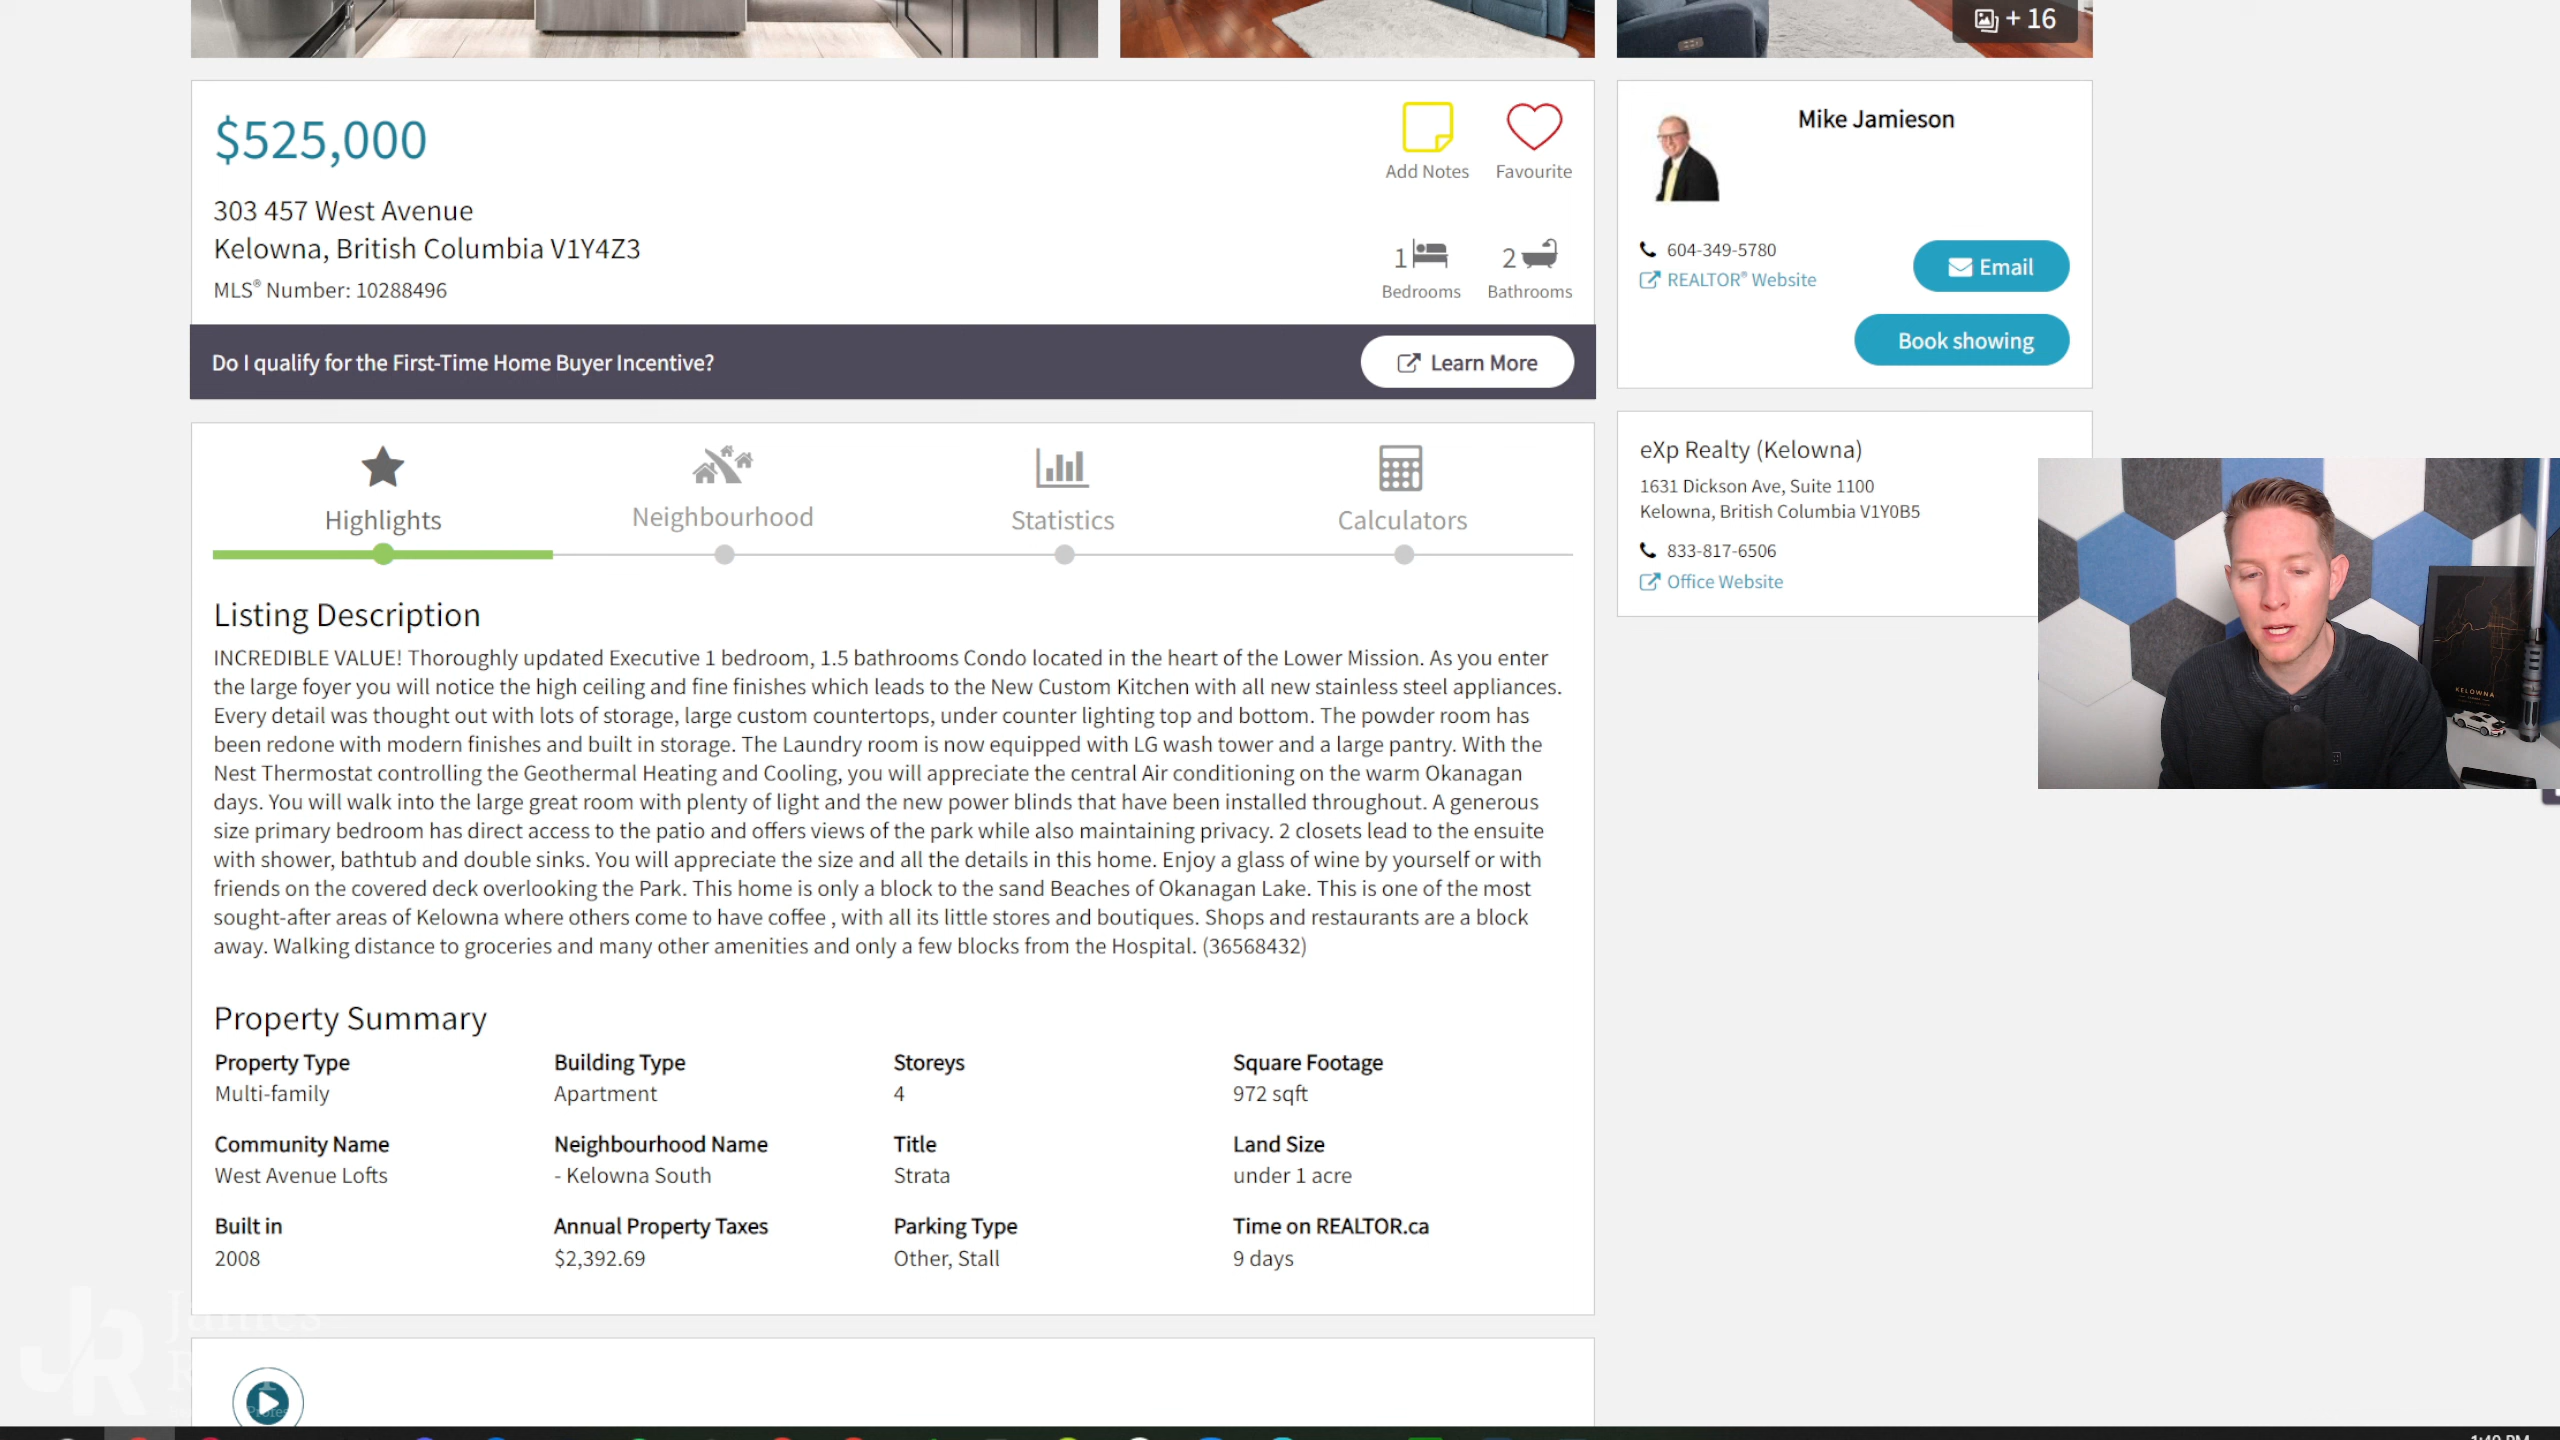 + 16
$525,000
303 457 West Avenue
Kelowna, British Columbia V1Y4Z3
MLS® Number: 10288496
Add Notes
Favourite
1
Bedrooms
2
Bathrooms
Do I qualify for the First-Time Home Buyer Incentive?
Learn More
Mike Jamieson
604-349-5780
REALTOR® Website
Email
Book showing
eXp Realty (Kelowna)
1631 Dickson Ave, Suite 1100
Kelowna, British Columbia V1Y0B5
833-817-6506
Office Website
Highlights
Neighbourhood
Statistics
Calculators
Listing Description
INCREDIBLE VALUE! Thoroughly updated Executive 1 bedroom, 1.5 bathrooms Condo located in the heart of the Lower Mission. As you enter
the large foyer you will notice the high ceiling and fine finishes which leads to the New Custom Kitchen with all new stainless steel appliances.
Every detail was thought out with lots of storage, large custom countertops, under counter lighting top and bottom. The powder room has
been redone with modern finishes and built in storage. The Laundry room is now equipped with LG wash tower and a large pantry. With the
Nest Thermostat controlling the Geothermal Heating and Cooling, you will appreciate the central Air conditioning on the warm Okanagan
days. You will walk into the large great room with plenty of light and the new power blinds that have been installed throughout. A generous
size primary bedroom has direct access to the patio and offers views of the park while also maintaining privacy. 2 closets lead to the ensuite
with shower, bathtub and double sinks. You will appreciate the size and all the details in this home. Enjoy a glass of wine by yourself or with
friends on the covered deck overlooking the Park. This home is only a block to the sand Beaches of Okanagan Lake. This is one of the most
sought-after areas of Kelowna where others come to have coffee , with all its little stores and boutiques. Shops and restaurants are a block
away. Walking distance to groceries and many other amenities and only a few blocks from the Hospital. (36568432)
KELOWNA
Property Summary
Property Type
Multi-family
Building Type
Apartment
Storeys
4
Square Footage
972 sqft
Community Name
West Avenue Lofts
Neighbourhood Name
- Kelowna South
Title
Strata
Land Size
under 1 acre
Built in
2008
Annual Property Taxes
$2,392.69
Parking Type
Other, Stall
Time on REALTOR.ca
9 days
James